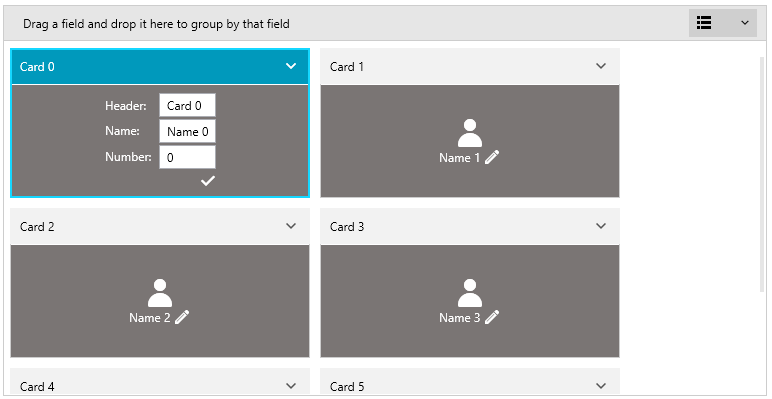 Drag a field and drop it here to group by that field
Card 0
Header: Card 0
Name: Name 0
Number: 0
Card 1
Name 1
Card 2
Name 2
Card 3
Name 3
Card 4
Card 5